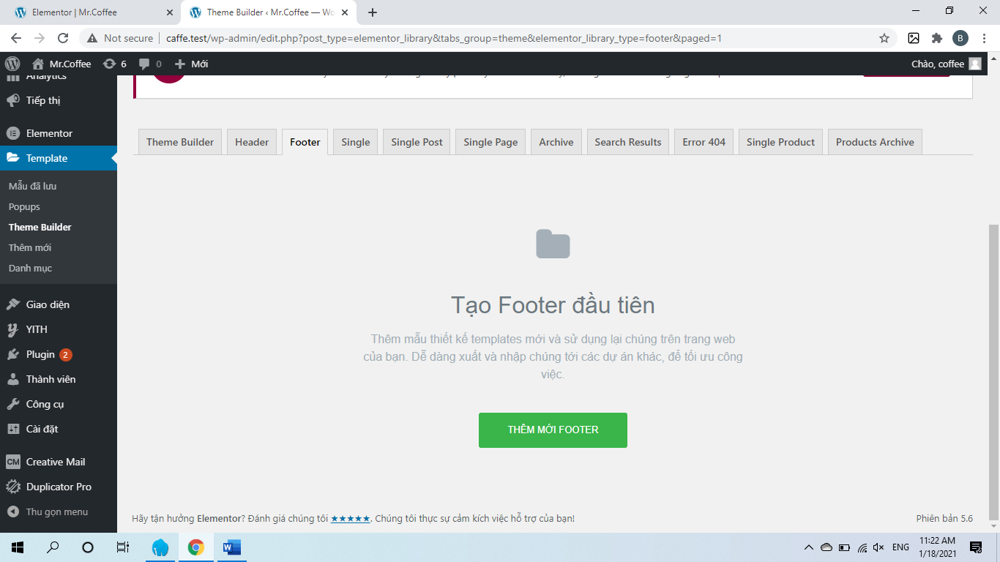 Elementor | Mr.Coffee
Theme Builder ‹ Mr.Coffee — Wo
Not secure
caffe.test/wp-admin/edit.php?post_type=elementor_library&tabs_group=theme&elementor_library_type=footer&paged=1
B
Mr.Coffee
6
0
Mới
Chào, coffee
Analytics
Tiếp thị
Elementor
Template
Mẫu đã lưu
Popups
Theme Builder
Thêm mới
Danh mục
Giao diện
YITH
Plugin 2
Thành viên
Công cụ
Cài đặt
CM Creative Mail
Duplicator Pro
Thu gọn menu
Theme Builder
Header
Footer
Single
Single Post
Single Page
Archive
Search Results
Error 404
Single Product
Products Archive
Tạo Footer đầu tiên
Thêm mẫu thiết kế templates mới và sử dụng lại chúng trên trang web
của bạn. Dễ dàng xuất và nhập chúng tới các dự án khác, để tối ưu công
việc.
THÊM MỚI FOOTER
Hãy tận hưởng Elementor? Đánh giá chúng tôi ★★★★★. Chúng tôi thực sự cảm kích việc hỗ trợ của bạn!
Phiên bản 5.6
ENG
11:22 AM
1/18/2021